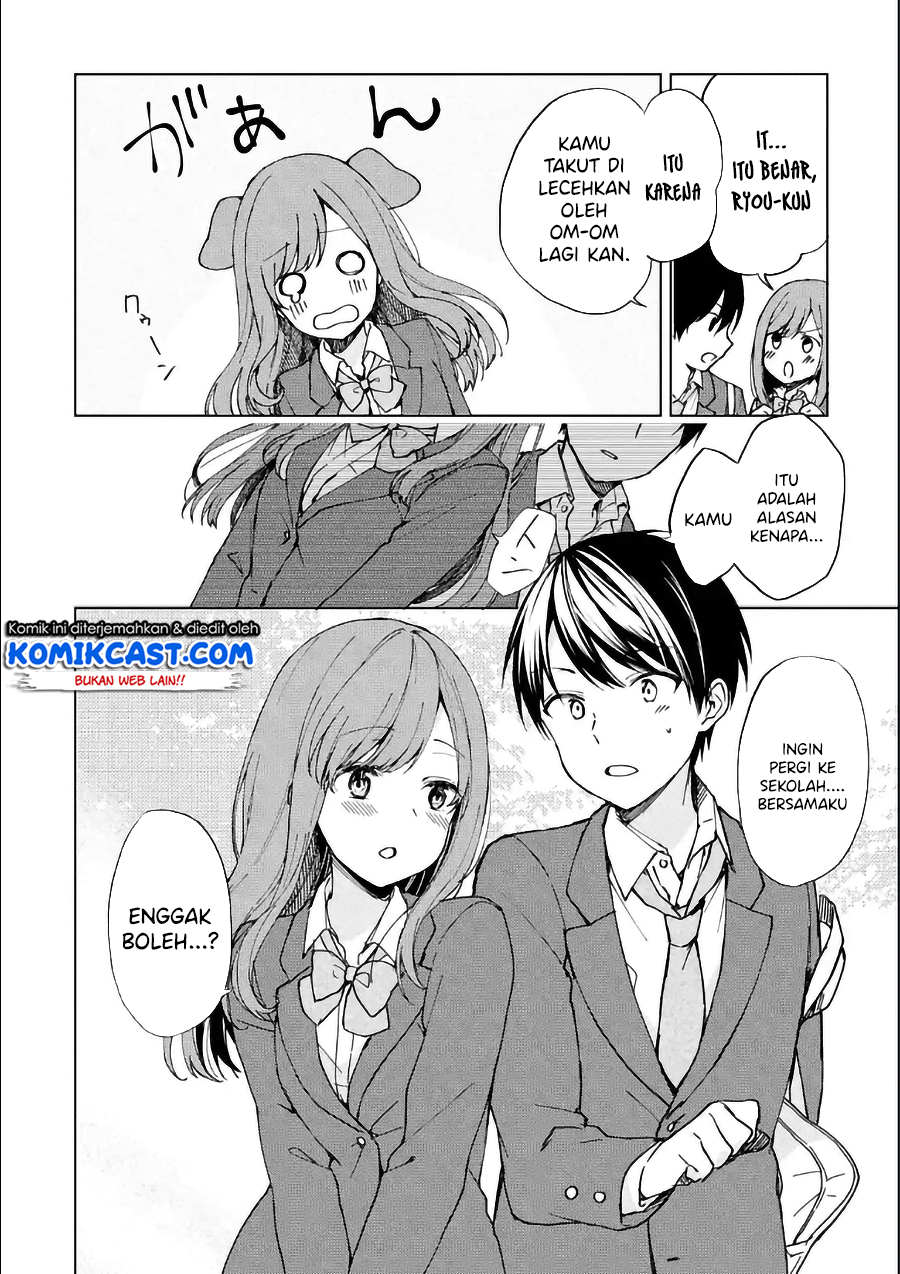 IT...
ITU BENAR,
RYOU-KUN
ITU
KARENA
KAMU
TAKUT DI
LECEHKAN
OLEH
OM-OM
LAGI KAN.
がぁん
ITU
ADALAH
ALASAN
KENAPA...
KAMU
Komik ini diterjemahkan & diedit oleh
KOMIKCAST.COM
BUKAN WEB LAIN!!
INGIN
PERGI KE
SEKOLAH....
BERSAMAKU
ENGGAK
BOLEH...?